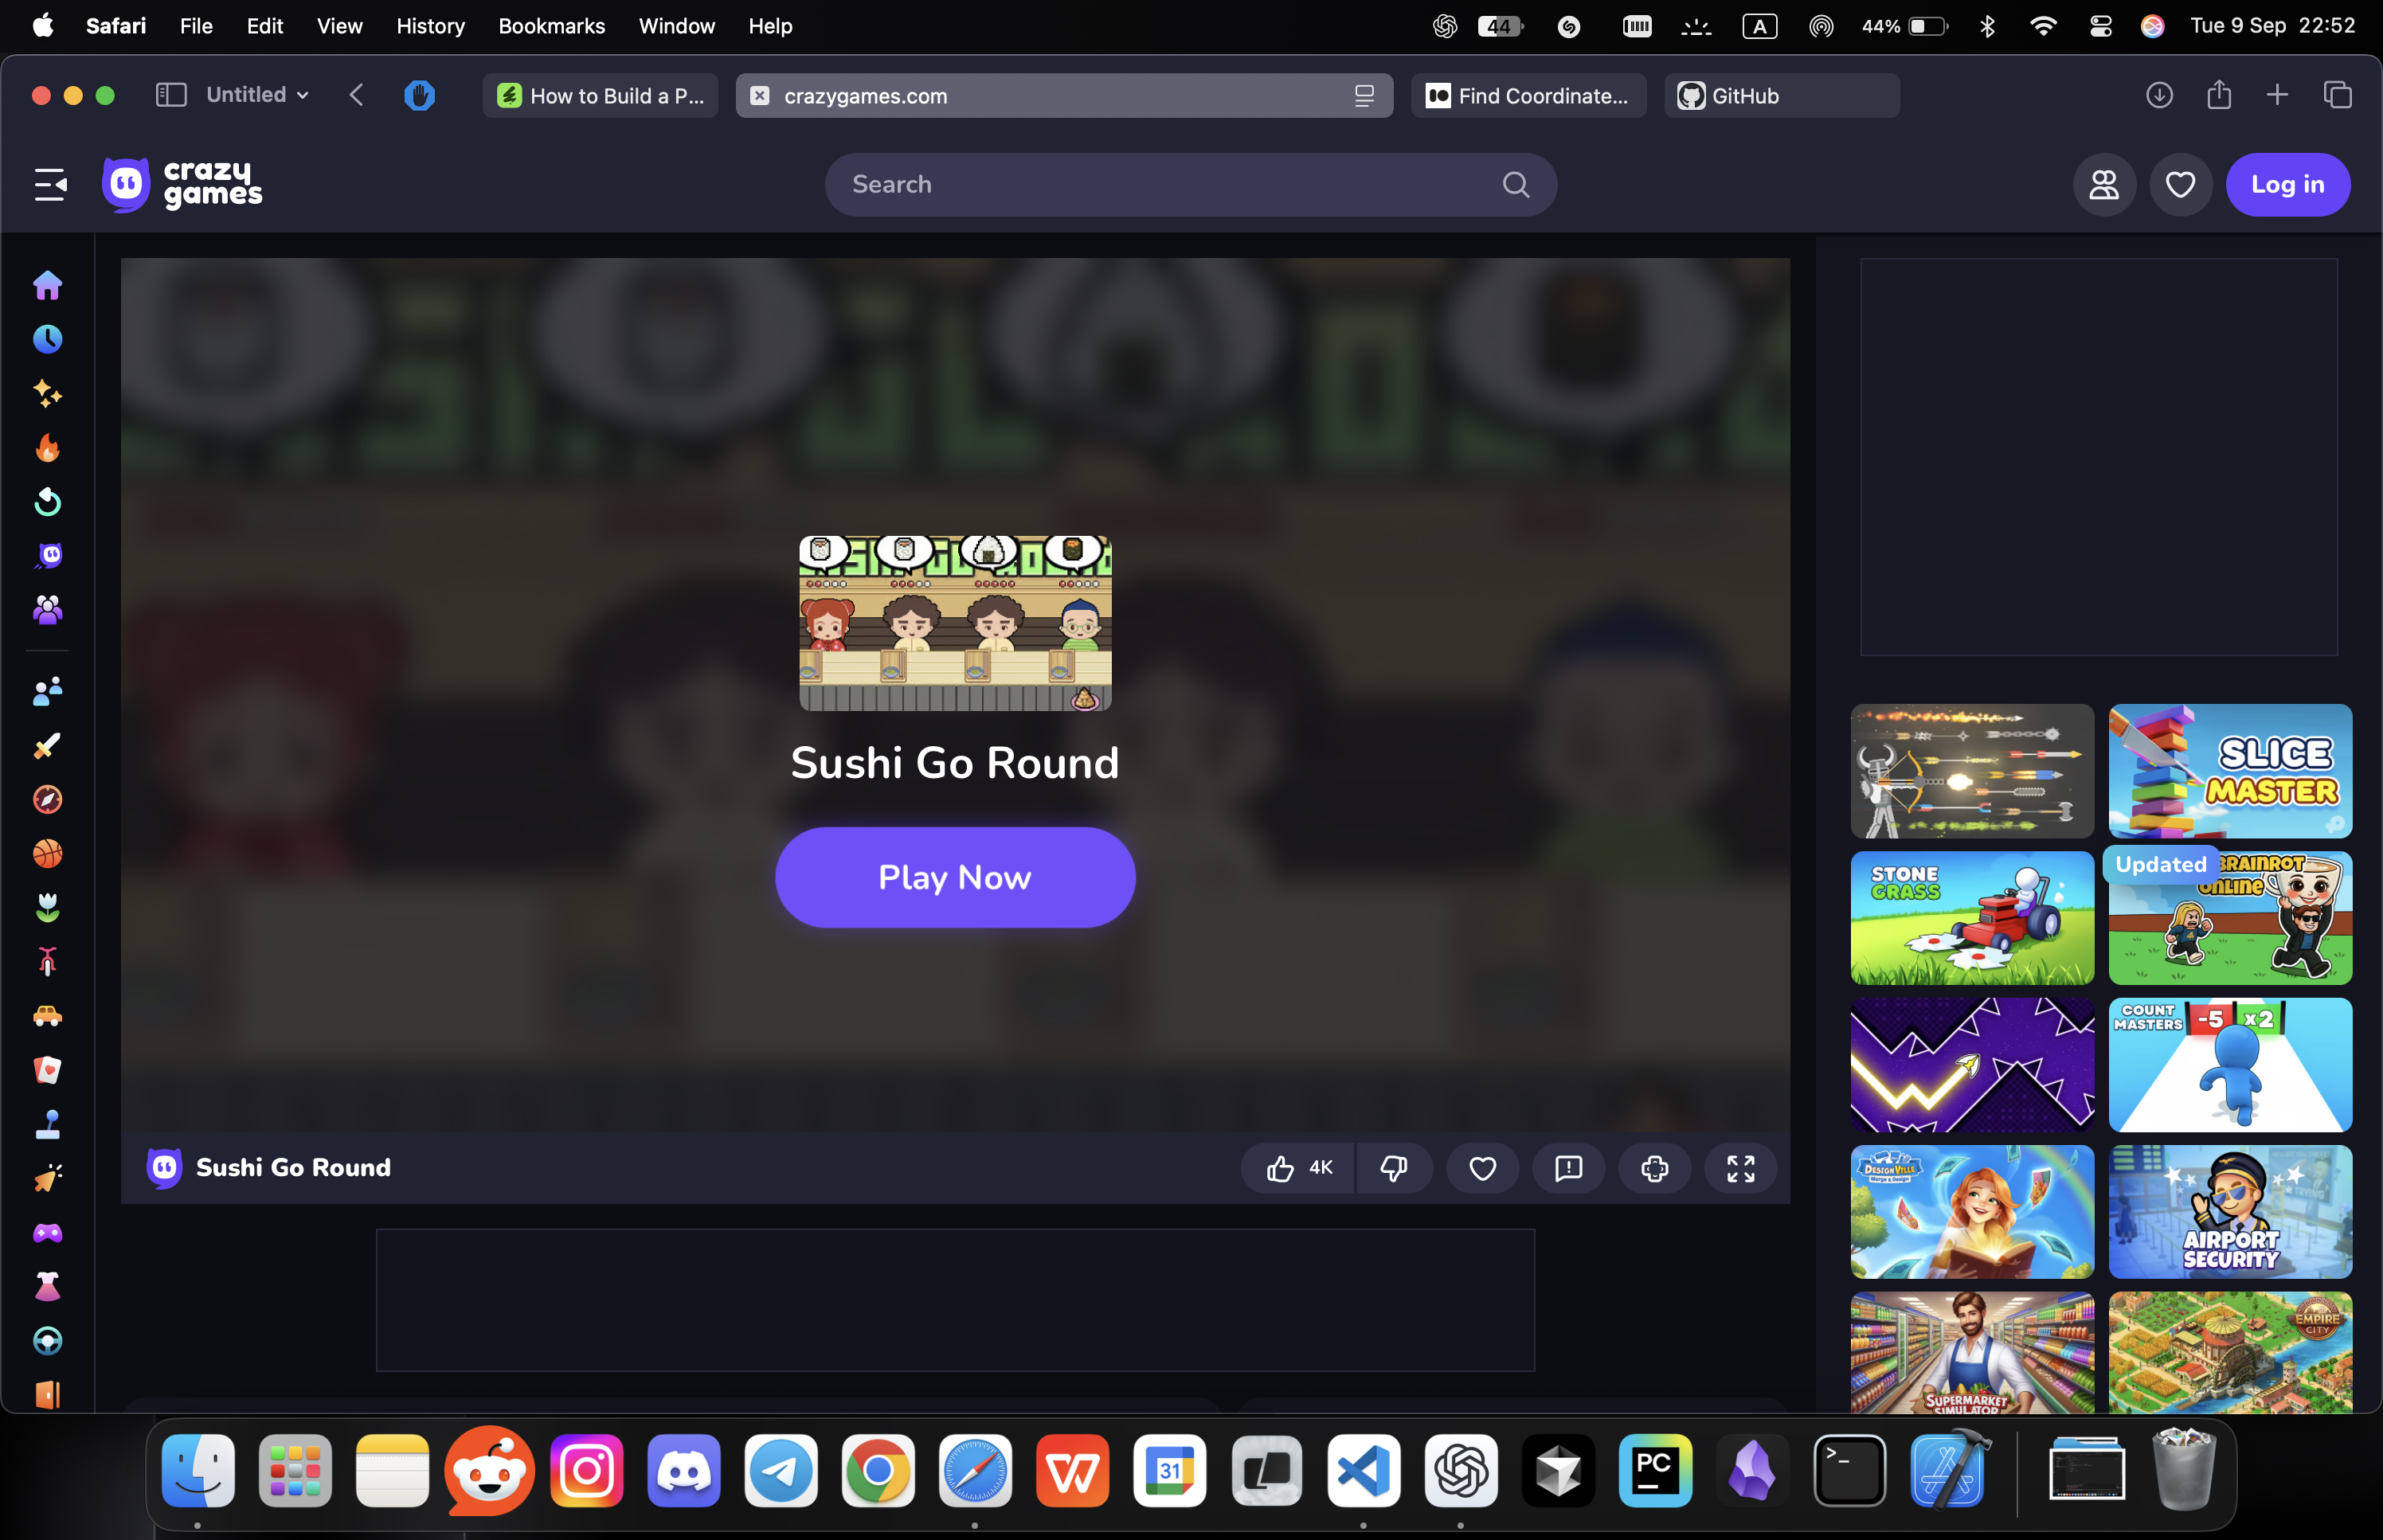 Safari File Edit View History Bookmarks Window Help 44 A 44% Tue 9 Sep 22:52
Untitled How to Build a P... crazygames.com Find Coordinate... GitHub
crazy
games
Search
Log in
Sushi Go Round
Play Now
Sushi Go Round
4K
SLICE
MASTER
STONE
GRASS
Updated
BRAINROT
Online
COUNT
MASTERS
-5 x2
DESIGNVILLE
Merge & Design
AIRPORT
SECURITY
SUPERMARKET
SIMULATOR
EMPIRE
CITY
31
PC
>_